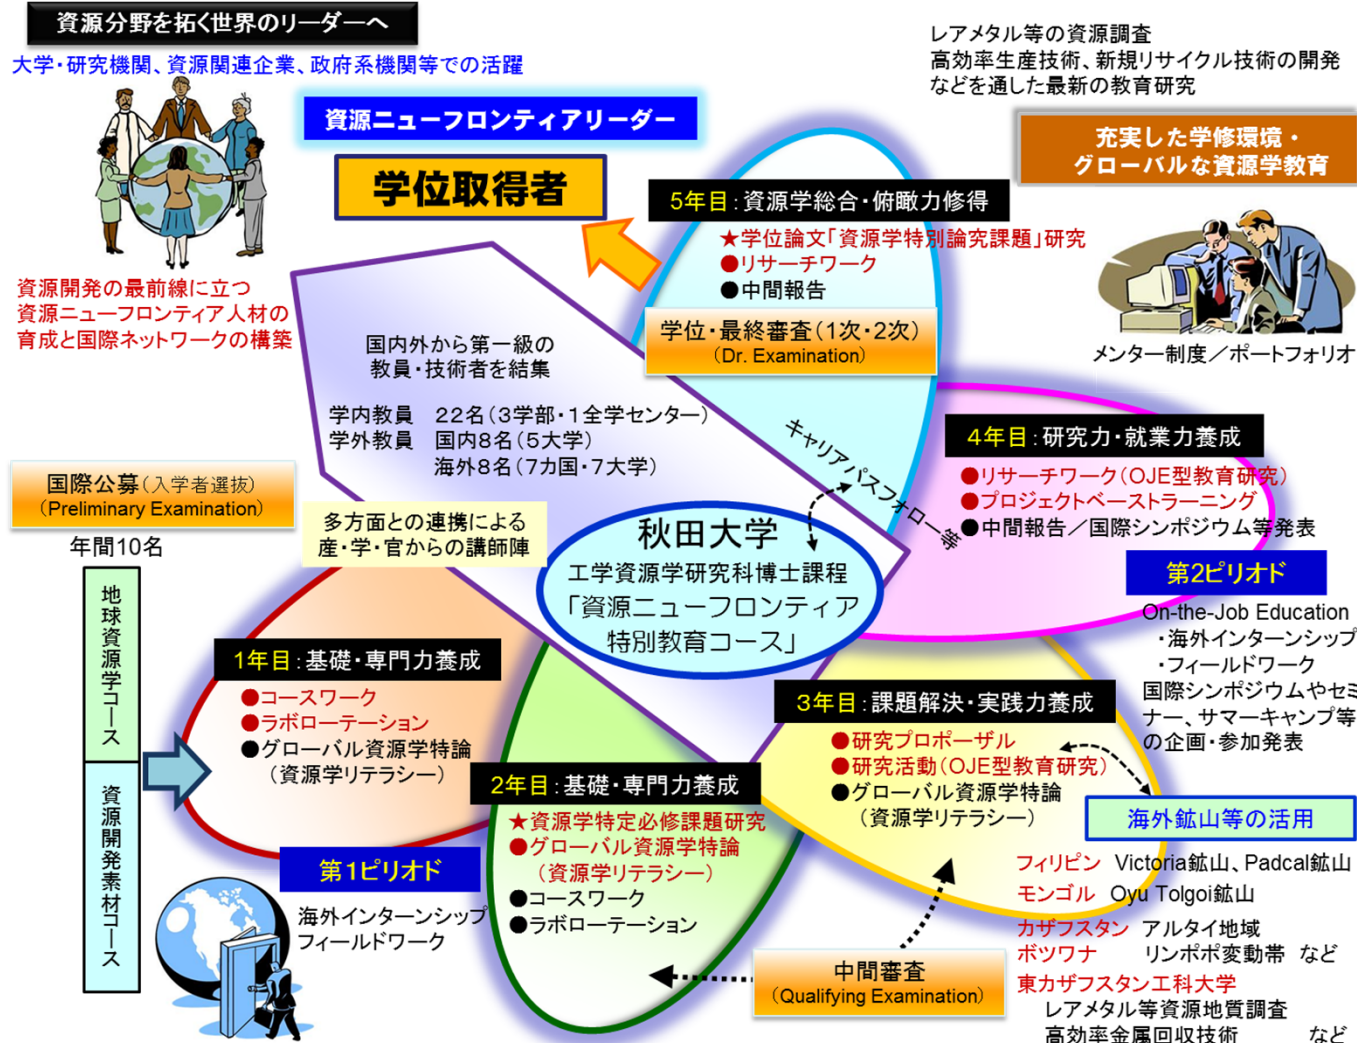 資源分野を拓く世界のリーダーへ
大学・研究機関、資源関連企業、政府系機関等での活躍
資源開発の最前線に立つ
資源ニューフロンティア人材の
育成と国際ネットワークの構築
資源ニューフロンティアリーダー
学位取得者
レアメタル等の資源調査
高効率生産技術、新規リサイクル技術の開発
などを通した最新の教育研究
充実した学修環境・
グローバルな資源学教育
メンター制度／ポートフォリオ
5年目：資源学総合・俯瞰力修得
★学位論文「資源学特別論究課題」研究
●リサーチワーク
●中間報告
学位・最終審査（1次・2次）
（Dr. Examination）
国内外から第一級の
教員・技術者を結集
学内教員　22名（3学部・1全学センター）
学外教員　国内8名（5大学）
海外8名（7カ国・7大学）
キャリアパスフォロー等
4年目：研究力・就業力養成
●リサーチワーク（OJE型教育研究）
●プロジェクトベーストラーニング
●中間報告／国際シンポジウム等発表
第2ピリオド
On-the-Job Education
・海外インターンシップ
・フィールドワーク
国際シンポジウムやセミ
ナー、サマーキャンプ等
の企画・参加発表
国際公募（入学者選抜）
（Preliminary Examination）
年間10名
地球資源学コース
資源開発素材コース
多方面との連携による
産・学・官からの講師陣
秋田大学
工学資源学研究科博士課程
「資源ニューフロンティア
特別教育コース」
1年目：基礎・専門力養成
●コースワーク
●ラボローテーション
●グローバル資源学特論
（資源学リテラシー）
第1ピリオド
海外インターンシップ
フィールドワーク
2年目：基礎・専門力養成
★資源学特定必修課題研究
●グローバル資源学特論
（資源学リテラシー）
●コースワーク
●ラボローテーション
3年目：課題解決・実践力養成
●研究プロポーザル
●研究活動（OJE型教育研究）
●グローバル資源学特論
（資源学リテラシー）
中間審査
（Qualifying Examination）
海外鉱山等の活用
フィリピン　Victoria鉱山、Padcal鉱山
モンゴル　Oyu Tolgoi鉱山
カザフスタン　アルタイ地域
ボツワナ　リンポポ変動帯　など
東カザフスタン工科大学
レアメタル等資源地質調査
高効率金属回収技術　など